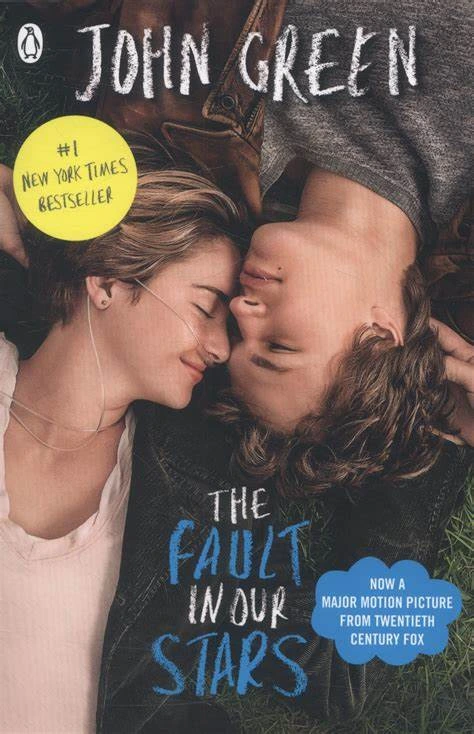 JOHN GREEN
#1
NEW YORK TIMES
BESTSELLER
THE
FAULT
IN OUR
STARS
NOW A
MAJOR MOTION PICTURE
FROM TWENTIETH
CENTURY FOX